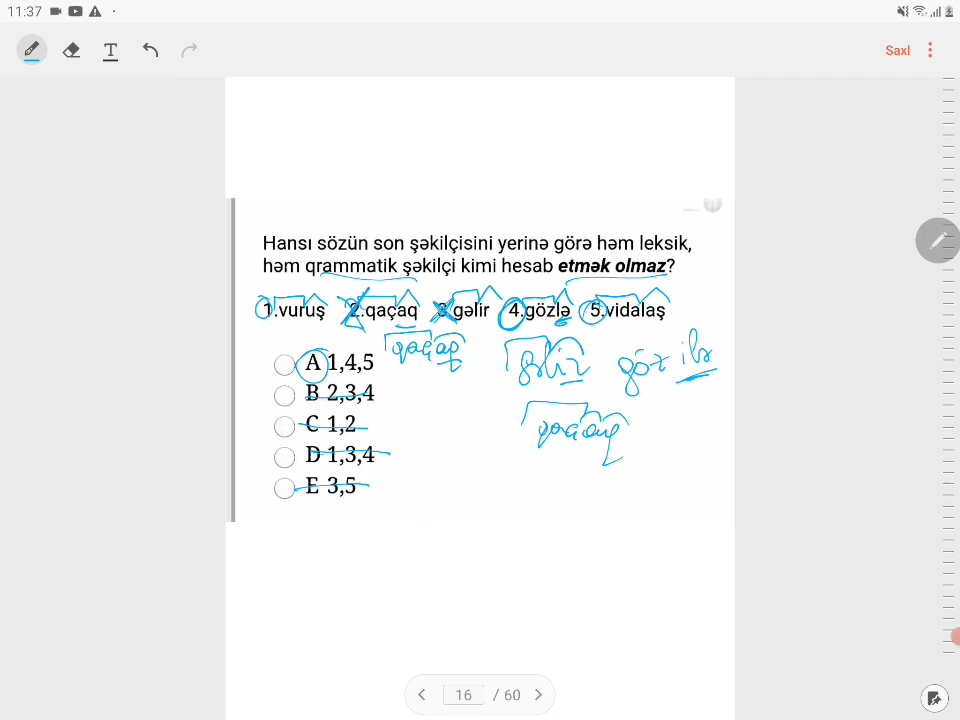 11:37
T
Saxl
Hansı sözün son şəkilçisini yerinə görə həm leksik,
həm qrammatik şəkilçi kimi hesab etmək olmaz?
1.vuruş 2.qaçaq 3.gəlir 4.gözlə 5.vidalaş
A 1,4,5
B 2,3,4
C 1,2
D 1,3,4
E 3,5
qaçaq
göz ilə
16 / 60